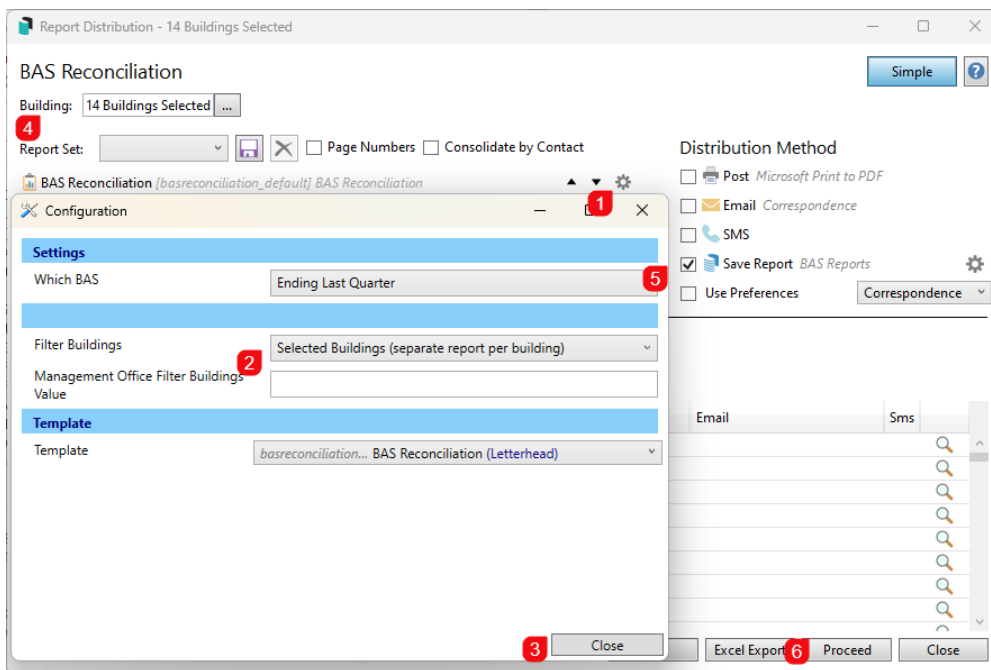 Report Distribution - 14 Buildings Selected
BAS Reconciliation
Simple
?
Building: 14 Buildings Selected ...
4
Report Set:
Page Numbers
Consolidate by Contact
BAS Reconciliation [basreconciliation_default] BAS Reconciliation
Distribution Method
Post Microsoft Print to PDF
Email Correspondence
SMS
Save Report BAS Reports
Use Preferences Correspondence
1
Configuration
Settings
Which BAS Ending Last Quarter
5
Filter Buildings Selected Buildings (separate report per building)
2
Management Office Filter Buildings
Value
Template
Template basreconciliation... BAS Reconciliation (Letterhead)
3 Close
Email Sms
Excel Export 6 Proceed Close